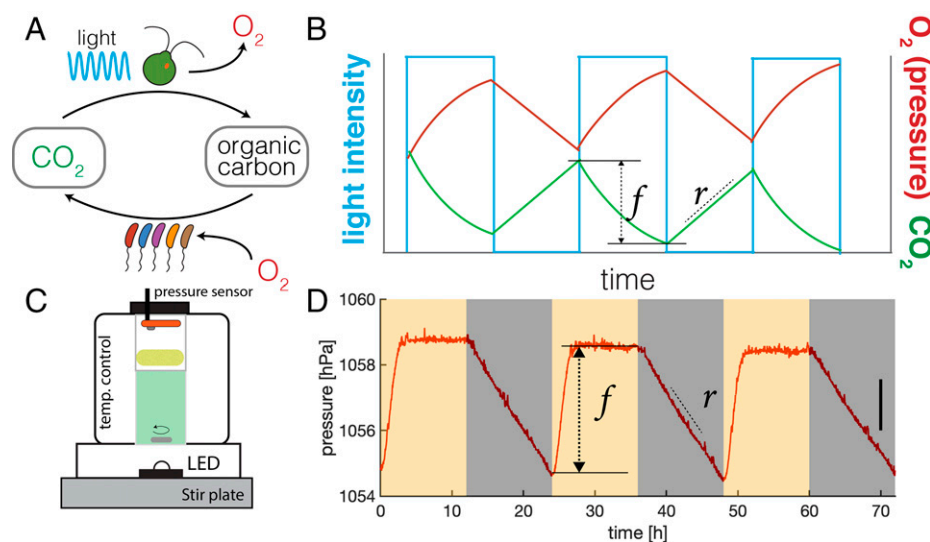 A
light
O2
CO2
organic
carbon
O2
B
light intensity
f
r
time
O2 (pressure)
CO2
C
pressure sensor
temp. control
LED
Stir plate
D
pressure [hPa]
1060
1058
1056
1054
f
r
0 10 20 30 40 50 60 70
time [h]